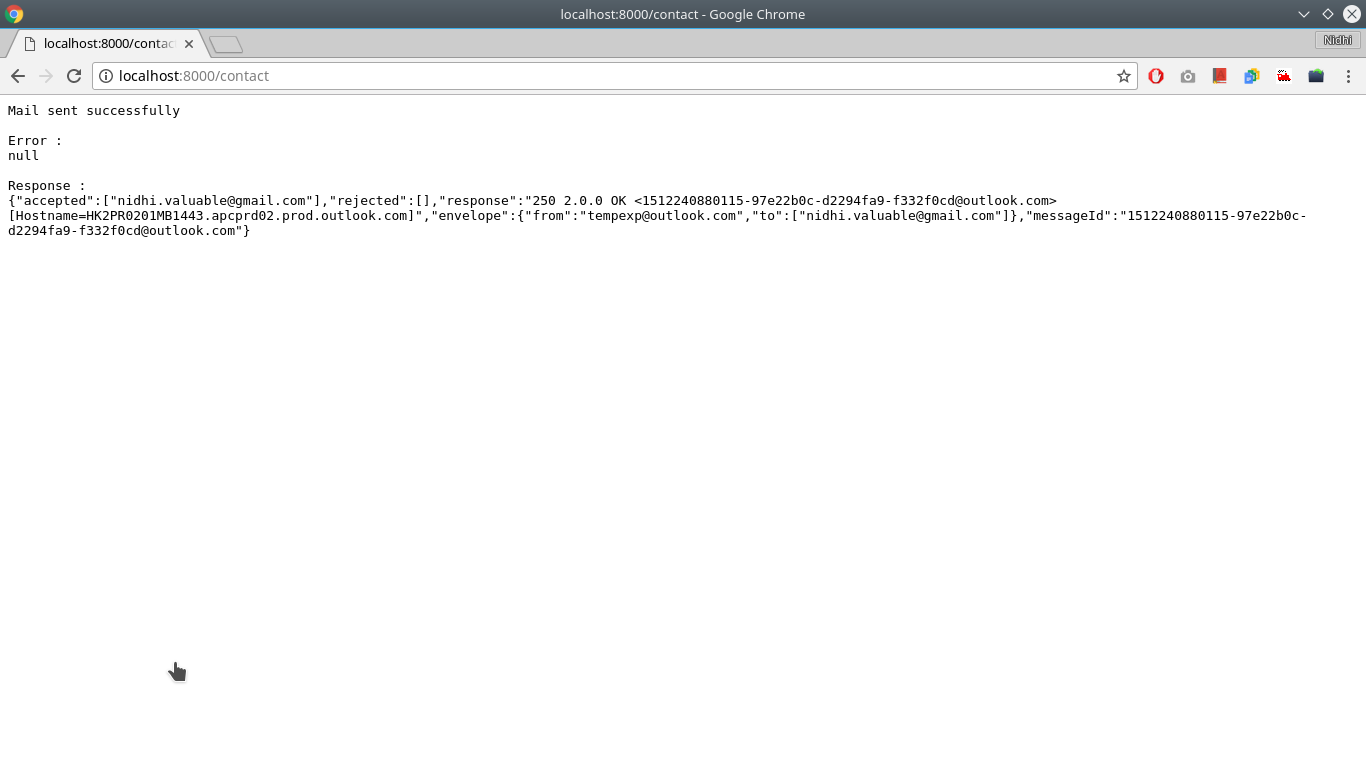 localhost:8000/contact - Google Chrome
localhost:8000/contac
Nidhi
localhost:8000/contact
Mail sent successfully
Error :
null
Response :
{"accepted":["nidhi.valuable@gmail.com"],"rejected":[],"response":"250 2.0.0 OK <1512240880115-97e22b0c-d2294fa9-f332f0cd@outlook.com>
[Hostname=HK2PR0201MB1443.apcprd02.prod.outlook.com]","envelope":{"from":"tempexp@outlook.com","to":["nidhi.valuable@gmail.com"]},"messageId":"1512240880115-97e22b0c-
d2294fa9-f332f0cd@outlook.com"}